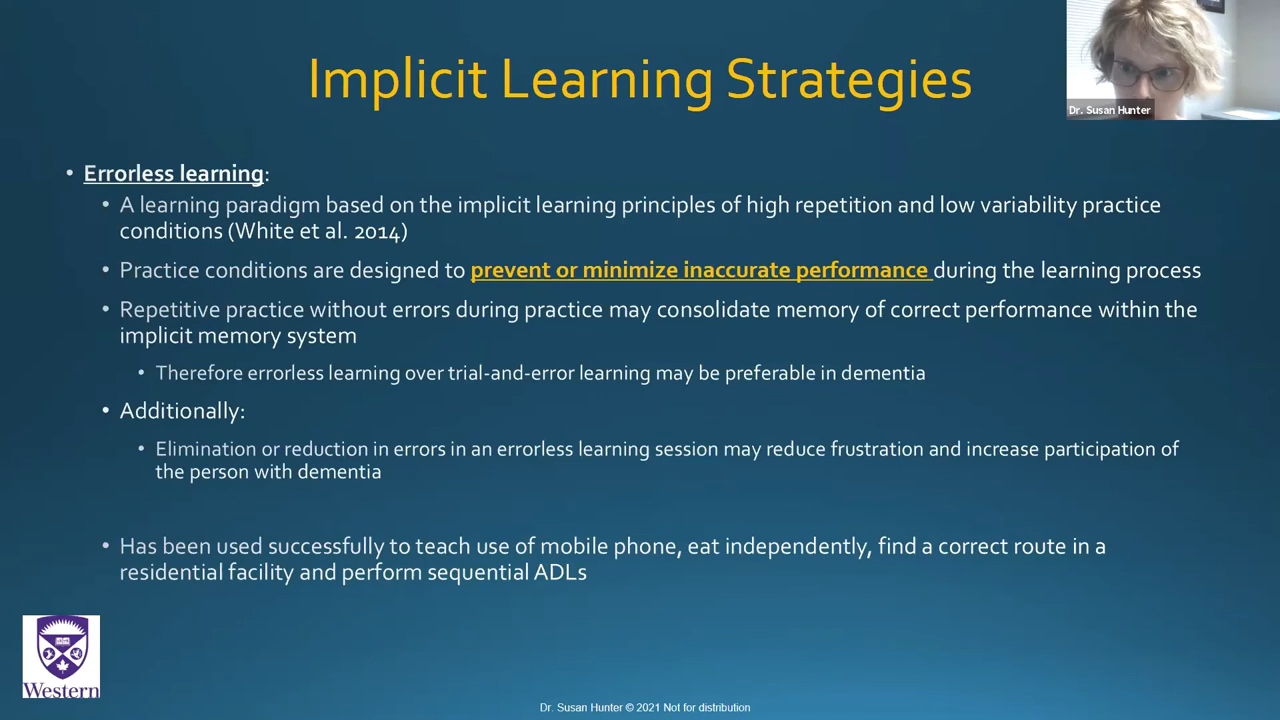 Implicit Learning Strategies
Dr. Susan Hunter
• Errorless learning:
• A learning paradigm based on the implicit learning principles of high repetition and low variability practice
conditions (White et al. 2014)
• Practice conditions are designed to prevent or minimize inaccurate performance during the learning process
• Repetitive practice without errors during practice may consolidate memory of correct performance within the
implicit memory system
• Therefore errorless learning over trial-and-error learning may be preferable in dementia
• Additionally:
• Elimination or reduction in errors in an errorless learning session may reduce frustration and increase participation of
the person with dementia
• Has been used successfully to teach use of mobile phone, eat independently, find a correct route in a
residential facility and perform sequential ADLs
Western
Dr. Susan Hunter © 2021 Not for distribution